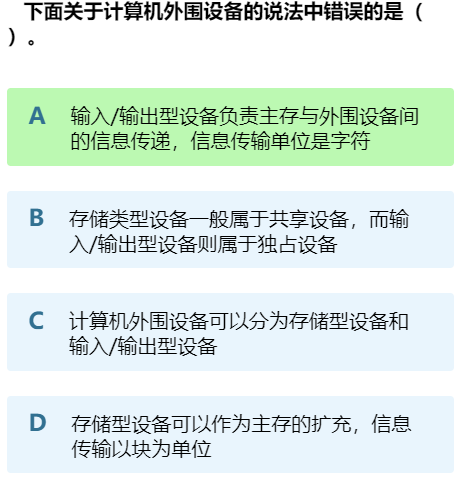 下面关于计算机外围设备的说法中错误的是（
）。
A 输入/输出型设备负责主存与外围设备间
的信息传递，信息传输单位是字符
B 存储类型设备一般属于共享设备，而输
入/输出型设备则属于独占设备
C 计算机外围设备可以分为存储型设备和
输入/输出型设备
D 存储型设备可以作为主存的扩充，信息
传输以块为单位